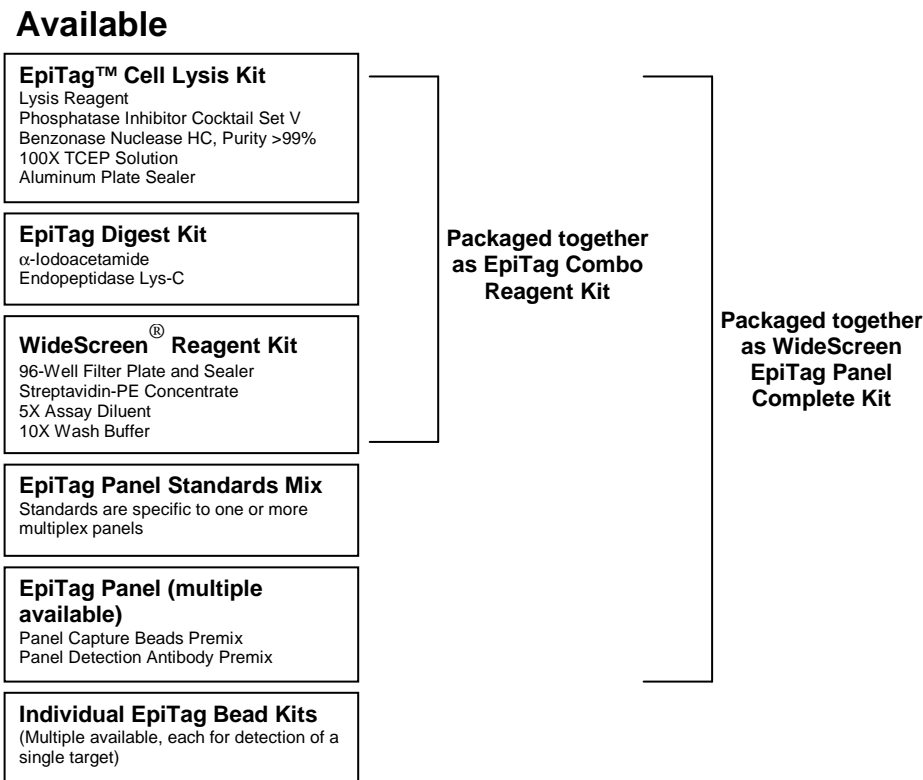 Available
EpiTag™ Cell Lysis Kit
Lysis Reagent
Phosphatase Inhibitor Cocktail Set V
Benzonase Nuclease HC, Purity >99%
100X TCEP Solution
Aluminum Plate Sealer
EpiTag Digest Kit
α-Iodoacetamide
Endopeptidase Lys-C
WideScreen® Reagent Kit
96-Well Filter Plate and Sealer
Streptavidin-PE Concentrate
5X Assay Diluent
10X Wash Buffer
EpiTag Panel Standards Mix
Standards are specific to one or more
multiplex panels
EpiTag Panel (multiple
available)
Panel Capture Beads Premix
Panel Detection Antibody Premix
Individual EpiTag Bead Kits
(Multiple available, each for detection of a
single target)
Packaged together
as EpiTag Combo
Reagent Kit
Packaged together
as WideScreen
EpiTag Panel
Complete Kit